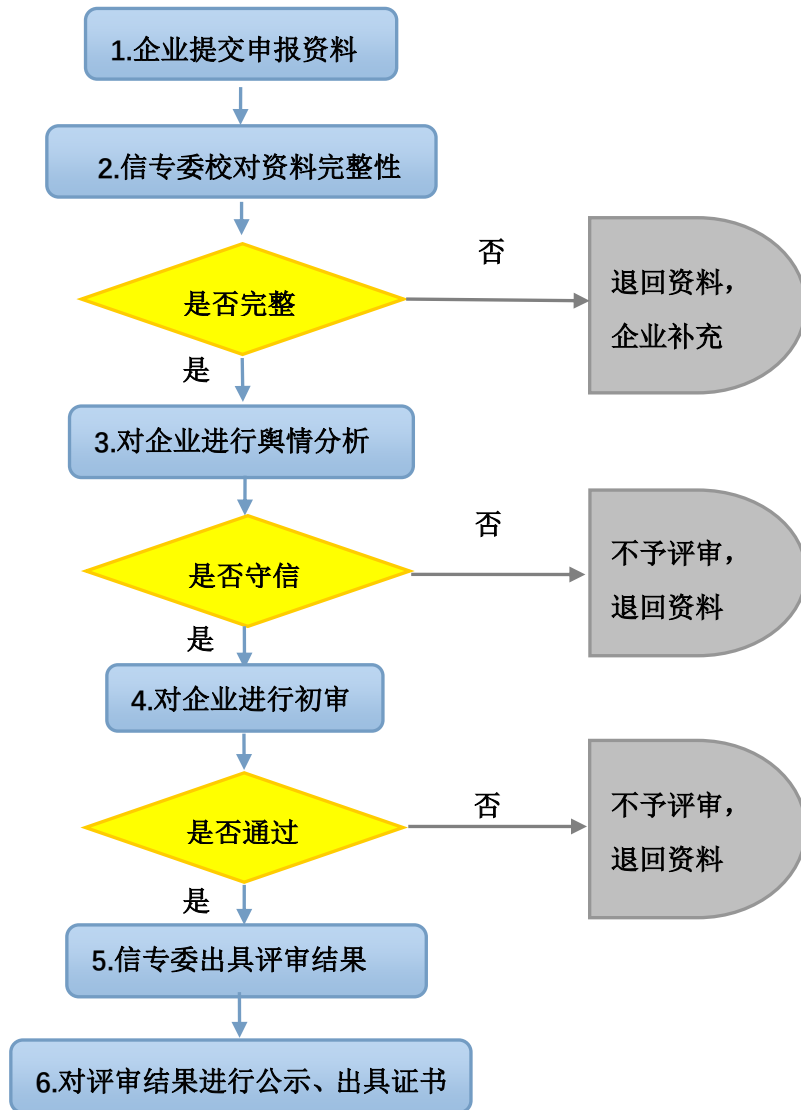 1.企业提交申报资料
2.信专委校对资料完整性
否
是否完整
退回资料，
企业补充
是
3.对企业进行舆情分析
否
是否守信
不予评审，
退回资料
是
4.对企业进行初审
否
是否通过
不予评审，
退回资料
是
5.信专委出具评审结果
6.对评审结果进行公示、出具证书